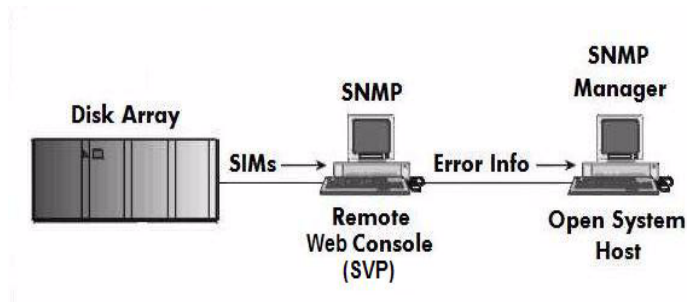 Disk Array
SIMs
SNMP
Remote
Web Console
(SVP)
Error Info
SNMP
Manager
Open System
Host